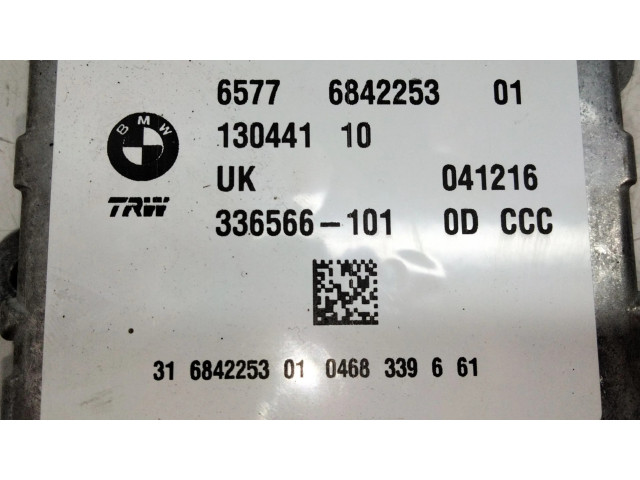 6577 6842253 01
BMW
130441 10
UK 041216
TRW
336566-101 0D CCC
31 6842253 01 0468 339 6 61